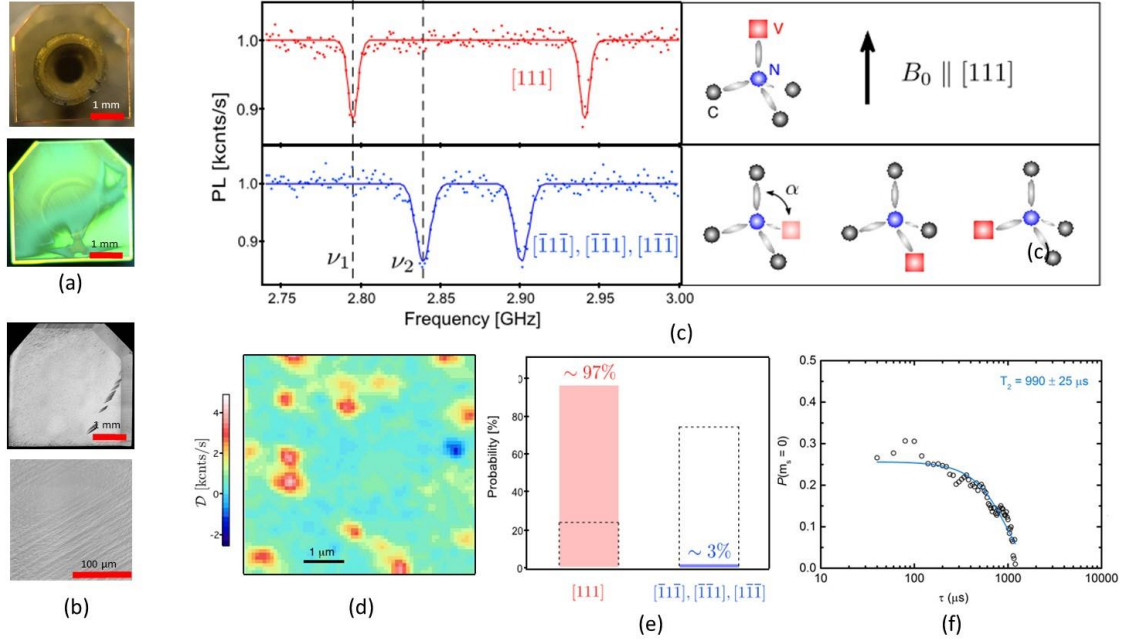 1 mm
1 mm
(a)
1 mm
100 µm
(b)
PL [kcnts/s]
1.0
0.9
1.0
0.9
[111]
[1̅11̅], [1̅1̅1], [11̅1̅]
ν₁
ν₂
2.75 2.80 2.85 2.90 2.95 3.00
Frequency [GHz]
V
N
C
B₀ ∥ [111]
α
(c)
(c)
𝒟 [kcnts/s]
4
2
0
-2
1 µm
(d)
Probability [%]
0
80
60
40
20
0
∼ 97%
∼ 3%
[111]
[1̅11̅], [1̅1̅1], [11̅1̅]
(e)
P(mₛ = 0)
0.5
0.4
0.3
0.2
0.1
0.0
T₂ = 990 ± 25 µs
10 100 1000 10000
τ (µs)
(f)